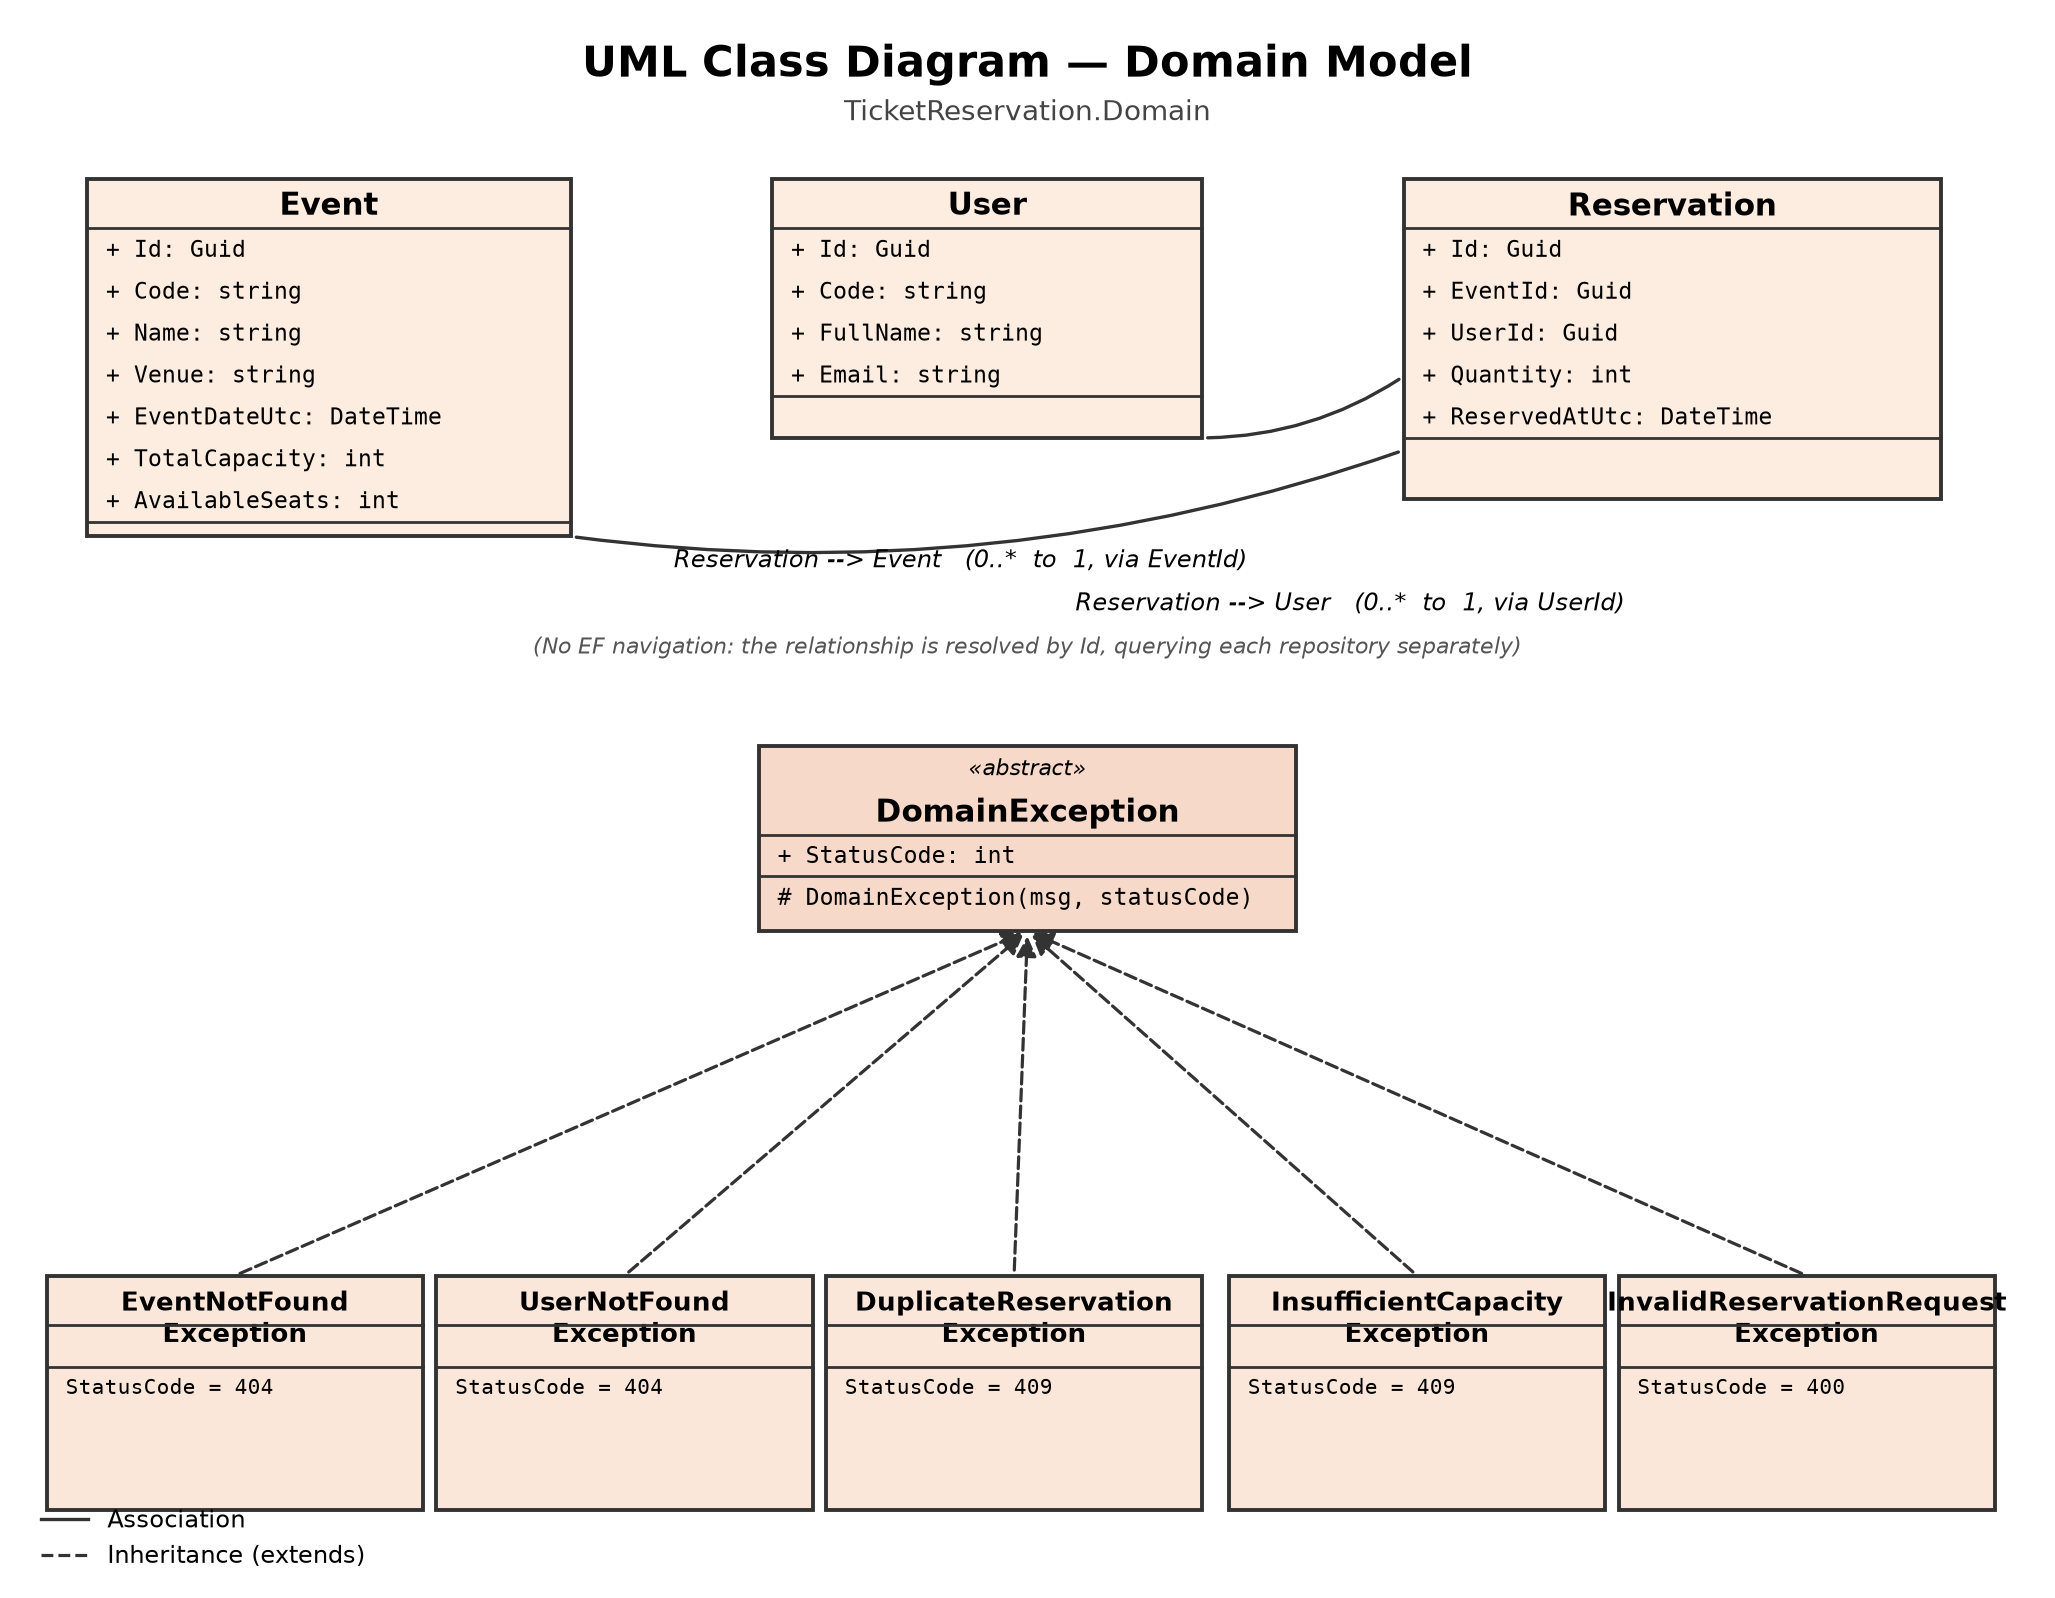 UML Class Diagram — Domain Model
TicketReservation.Domain
Event
+ Id: Guid
+ Code: string
+ Name: string
+ Venue: string
+ EventDateUtc: DateTime
+ TotalCapacity: int
+ AvailableSeats: int
User
+ Id: Guid
+ Code: string
+ FullName: string
+ Email: string
Reservation
+ Id: Guid
+ EventId: Guid
+ UserId: Guid
+ Quantity: int
+ ReservedAtUtc: DateTime
Reservation --> Event (0..* to 1, via EventId)
Reservation --> User (0..* to 1, via UserId)
(No EF navigation: the relationship is resolved by Id, querying each repository separately)
«abstract»
DomainException
+ StatusCode: int
# DomainException(msg, statusCode)
EventNotFound
Exception
StatusCode = 404
UserNotFound
Exception
StatusCode = 404
DuplicateReservation
Exception
StatusCode = 409
InsufficientCapacity
Exception
StatusCode = 409
InvalidReservationRequest
Exception
StatusCode = 400
Association
Inheritance (extends)